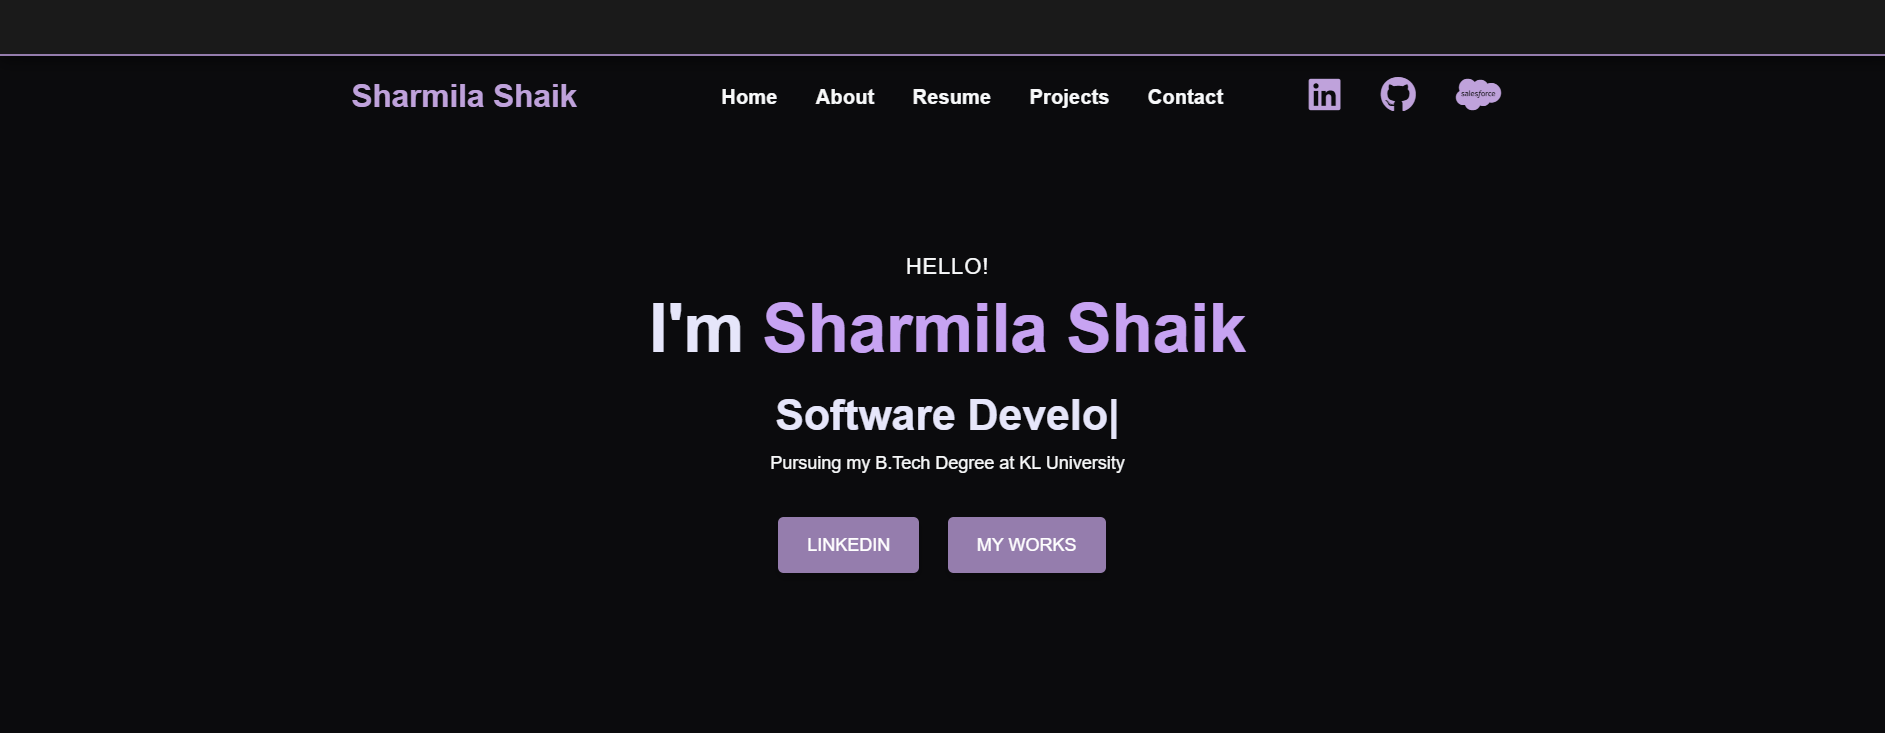 Sharmila Shaik
Home About Resume Projects Contact
in
salesforce
HELLO!
I'm Sharmila Shaik
Software Develo|
Pursuing my B.Tech Degree at KL University
LINKEDIN MY WORKS